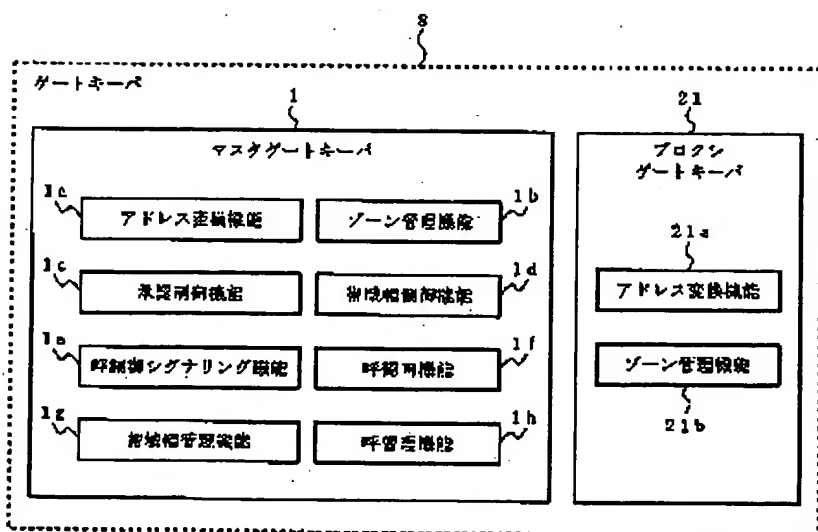 8
ゲートキーパ
1
マスタゲートキーパ
アドレス変換機能
1b
ゾーン管理機能
1c
承認制御機能
1d
帯域幅制御機能
呼制御シグナリング機能
1f
呼認可機能
1g
帯域幅管理機能
1h
呼管理機能
21
プロクシ
ゲートキーパ
21a
アドレス変換機能
ゾーン管理機能
21b